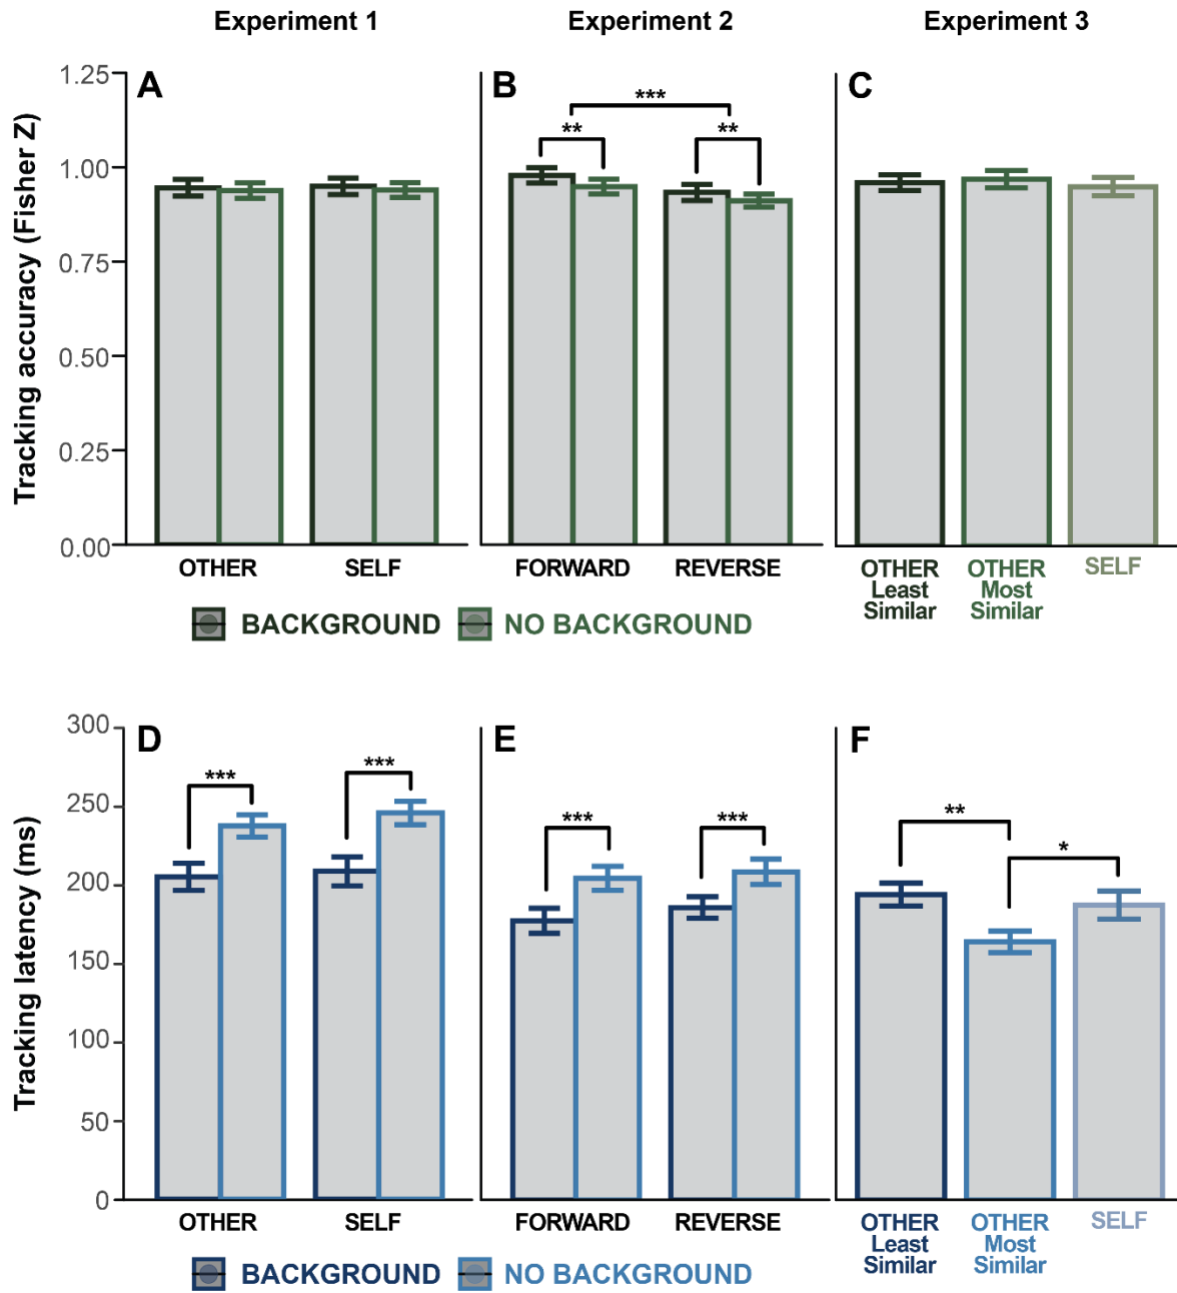 Experiment 1
Experiment 2
Experiment 3
Tracking accuracy (Fisher Z)
1.25
1.00
0.75
0.50
0.25
0.00
A
OTHER
SELF
B
***
**
**
FORWARD
REVERSE
C
OTHER
Least
Similar
OTHER
Most
Similar
SELF
BACKGROUND
NO BACKGROUND
Tracking latency (ms)
300
250
200
150
100
50
0
D
***
***
OTHER
SELF
E
***
***
FORWARD
REVERSE
F
**
*
OTHER
Least
Similar
OTHER
Most
Similar
SELF
BACKGROUND
NO BACKGROUND